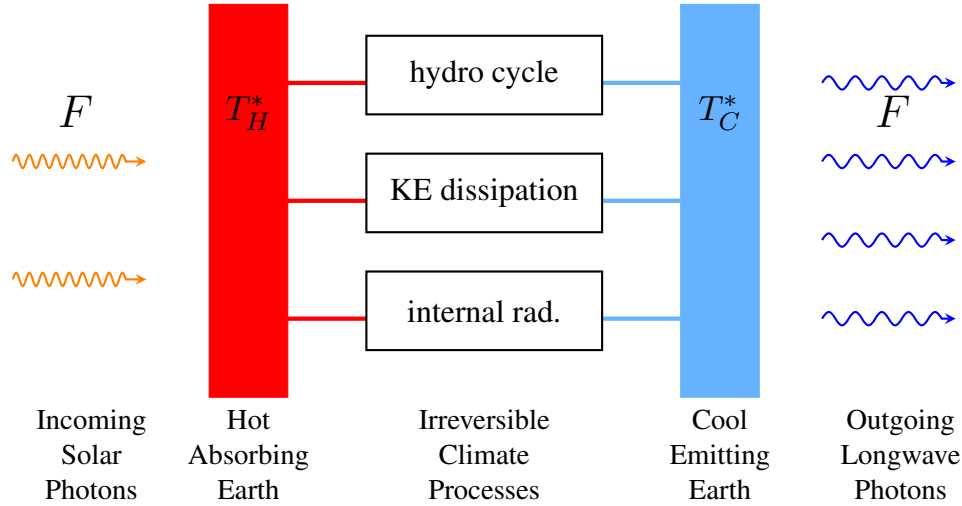 hydro cycle
F
T*_H
T*_C
F
KE dissipation
internal rad.
Incoming
Solar
Photons
Hot
Absorbing
Earth
Irreversible
Climate
Processes
Cool
Emitting
Earth
Outgoing
Longwave
Photons